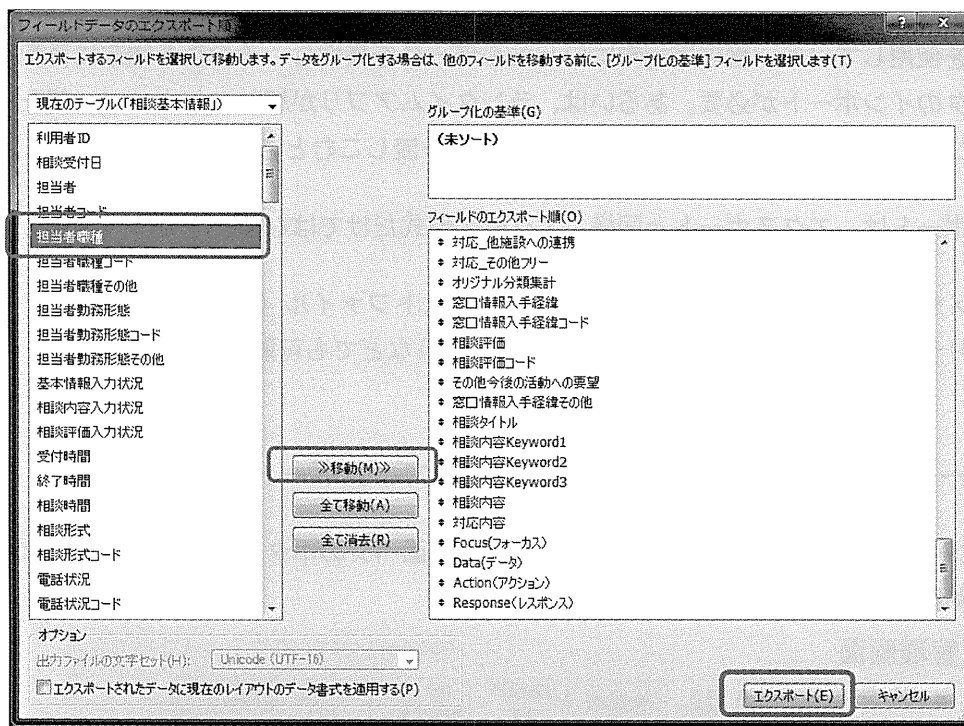 フィールドデータのエクスポート順
エクスポートするフィールドを選択して移動します。データをグループ化する場合は、他のフィールドを移動する前に、[グループ化の基準]フィールドを選択します(T)
現在のテーブル(「相談基本情報」)
利用者ID
相談受付日
担当者
担当者コード
担当者職種
担当者職種コード
担当者職種その他
担当者勤務形態
担当者勤務形態コード
担当者勤務形態その他
基本情報入力状況
相談内容入力状況
相談評価入力状況
受付時間
終了時間
相談時間
相談形式
相談形式コード
電話状況
電話状況コード
≫移動(M)≫
全て移動(A)
全て消去(R)
グループ化の基準(G)
(未ソート)
フィールドのエクスポート順(O)
対応_他施設への連携
対応_その他フリー
オリジナル分類集計
窓口情報入手経緯
窓口情報入手経緯コード
相談評価
相談評価コード
その他今後の活動への要望
窓口情報入手経緯その他
相談タイトル
相談内容Keyword1
相談内容Keyword2
相談内容Keyword3
相談内容
対応内容
Focus(フォーカス)
Data(データ)
Action(アクション)
Response(レスポンス)
オプション
出力ファイルの文字セット(H): Unicode (UTF-16)
エクスポートされたデータに現在のレイアウトのデータ書式を適用する(P)
エクスポート(E)
キャンセル